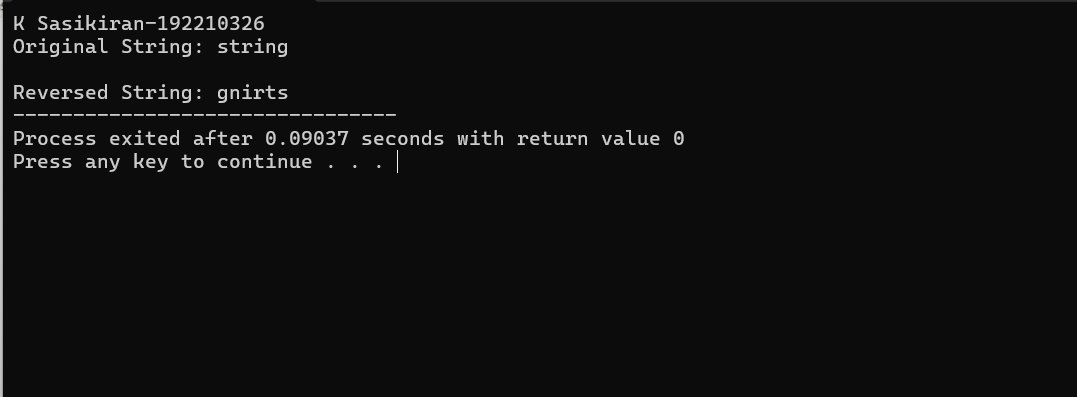 K Sasikiran-192210326
Original String: string
Reversed String: gnirts
--------------------------------
Process exited after 0.09037 seconds with return value 0
Press any key to continue . . .